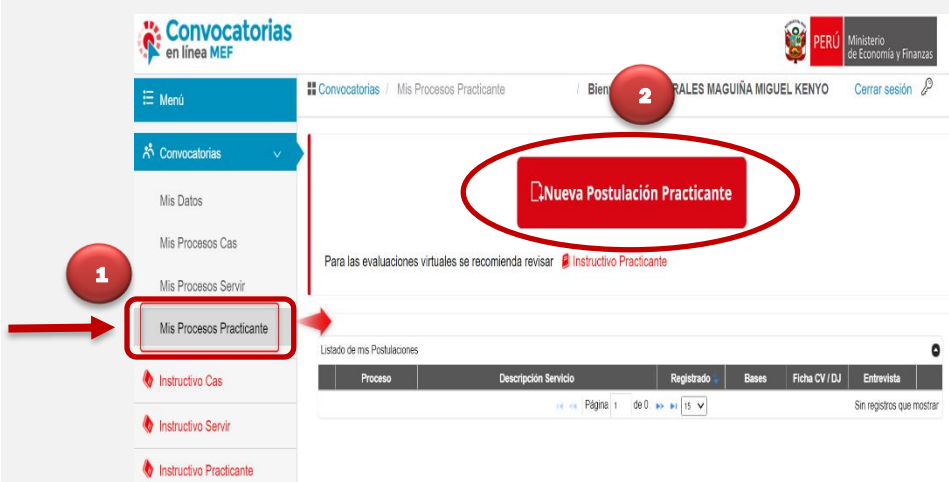 Convocatorias
en línea MEF
PERÚ
Ministerio
de Economía y Finanzas
Menú
Convocatorias / Mis Procesos Practicante / MAGUIÑA MIGUEL KENYO Cerrar sesión
2
Convocatorias
Nueva Postulación Practicante
Mis Datos
Mis Procesos Cas
Para las evaluaciones virtuales se recomienda revisar Instructivo Practicante
1
Mis Procesos Servir
Mis Procesos Practicante
Listado de mis Postulaciones
Proceso Descripción Servicio Registrado Bases Ficha CV / DJ Entrevista
Página 1 de 0 15 Sin registros que mostrar
Instructivo Cas
Instructivo Servir
Instructivo Practicante